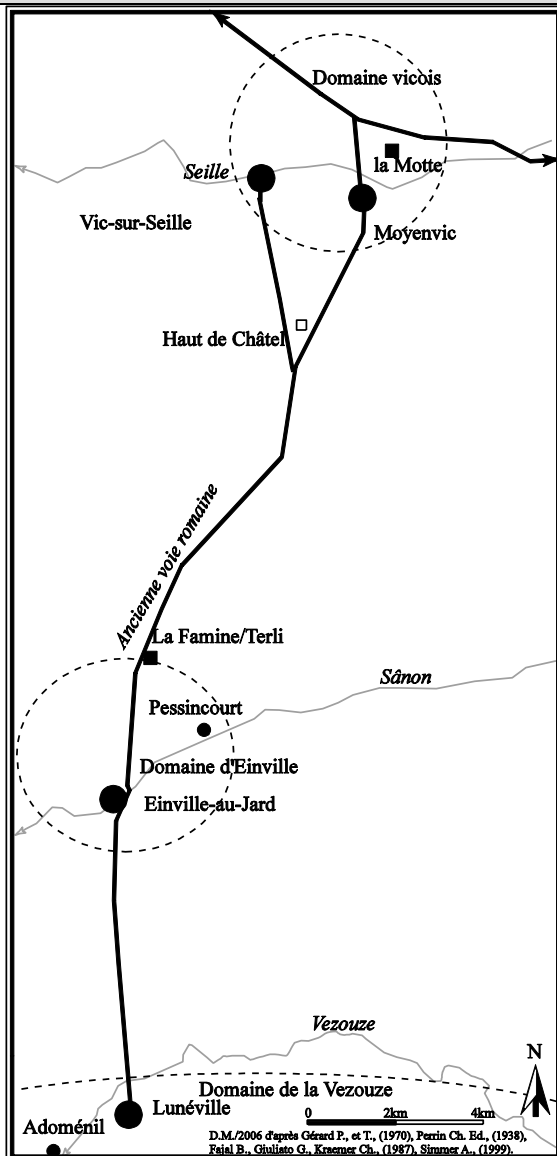 Domaine vicois
la Motte
Seille
Vic-sur-Seille
Moyenvic
Haut de Châtel
Ancienne voie romaine
La Famine/Terli
Sânon
Pessincourt
Domaine d'Einville
Einville-au-Jard
Vezouze
N
Domaine de la Vezouze
Lunéville
0 2km 4km
Adoménil
D.M./2006 d'après Gérard P., et T., (1970), Perrin Ch. Ed., (1938),
Fajal B., Giuliato G., Kraemer Ch., (1987), Simmer A., (1999).